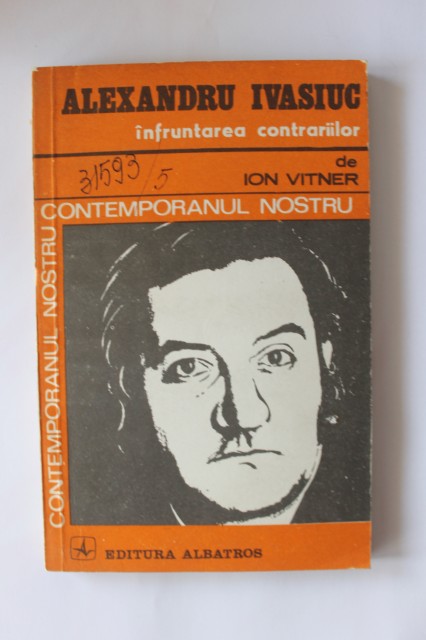 ALEXANDRU IVASIUC
înfruntarea contrariilor
de
ION VITNER
31593/5
CONTEMPORANUL NOSTRU
CONTEMPORANUL NOSTRU
EDITURA ALBATROS